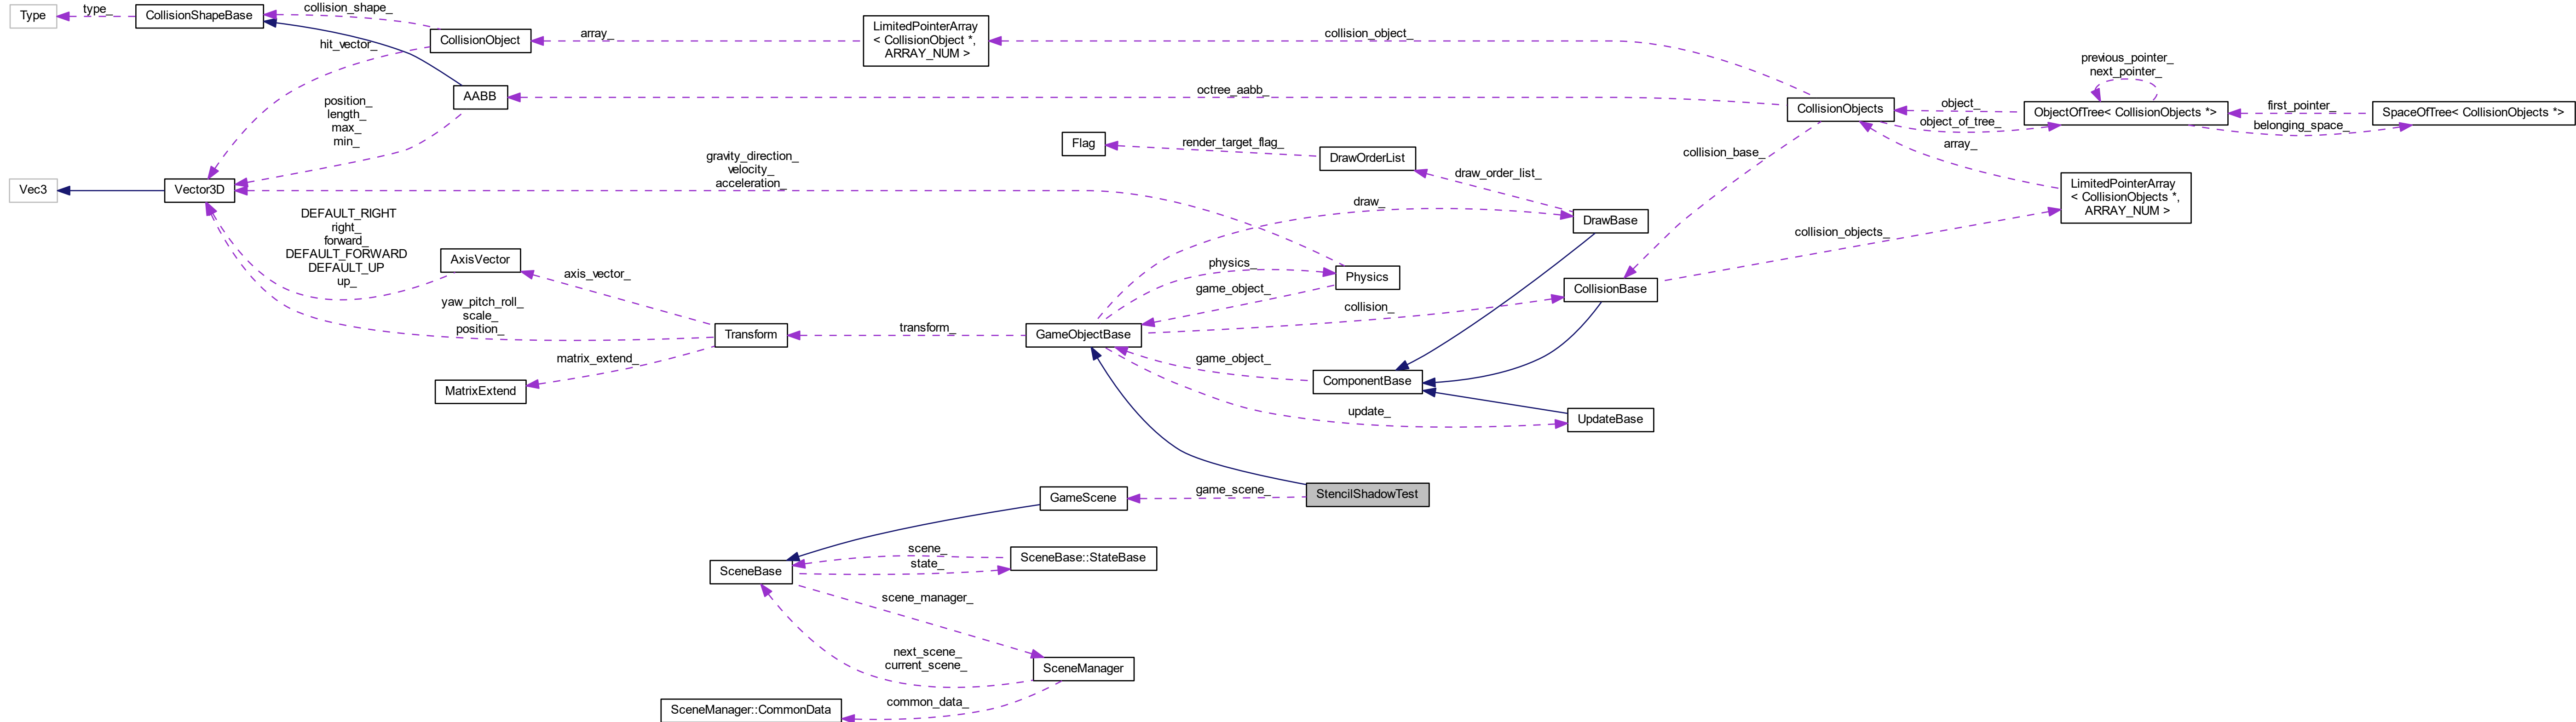 Type
type_
CollisionShapeBase
collision_shape_
hit_vector_
CollisionObject
array_
LimitedPointerArray
< CollisionObject *,
ARRAY_NUM >
collision_object_
AABB
octree_aabb_
position_
length_
max_
min_
CollisionObjects
object_
object_of_tree_
array_
previous_pointer_
next_pointer_
ObjectOfTree< CollisionObjects *>
first_pointer_
belonging_space_
SpaceOfTree< CollisionObjects *>
Flag
render_target_flag_
DrawOrderList
draw_order_list_
collision_base_
Vec3
Vector3D
gravity_direction_
velocity_
acceleration_
LimitedPointerArray
< CollisionObjects *,
ARRAY_NUM >
draw_
DrawBase
collision_objects_
DEFAULT_RIGHT
right_
forward_
DEFAULT_FORWARD
DEFAULT_UP
up_
AxisVector
axis_vector_
physics_
game_object_
Physics
CollisionBase
collision_
yaw_pitch_roll_
scale_
position_
Transform
transform_
GameObjectBase
matrix_extend_
MatrixExtend
game_object_
ComponentBase
update_
UpdateBase
GameScene
game_scene_
StencilShadowTest
SceneBase
scene_
state_
SceneBase::StateBase
scene_manager_
next_scene_
current_scene_
SceneManager
SceneManager::CommonData
common_data_